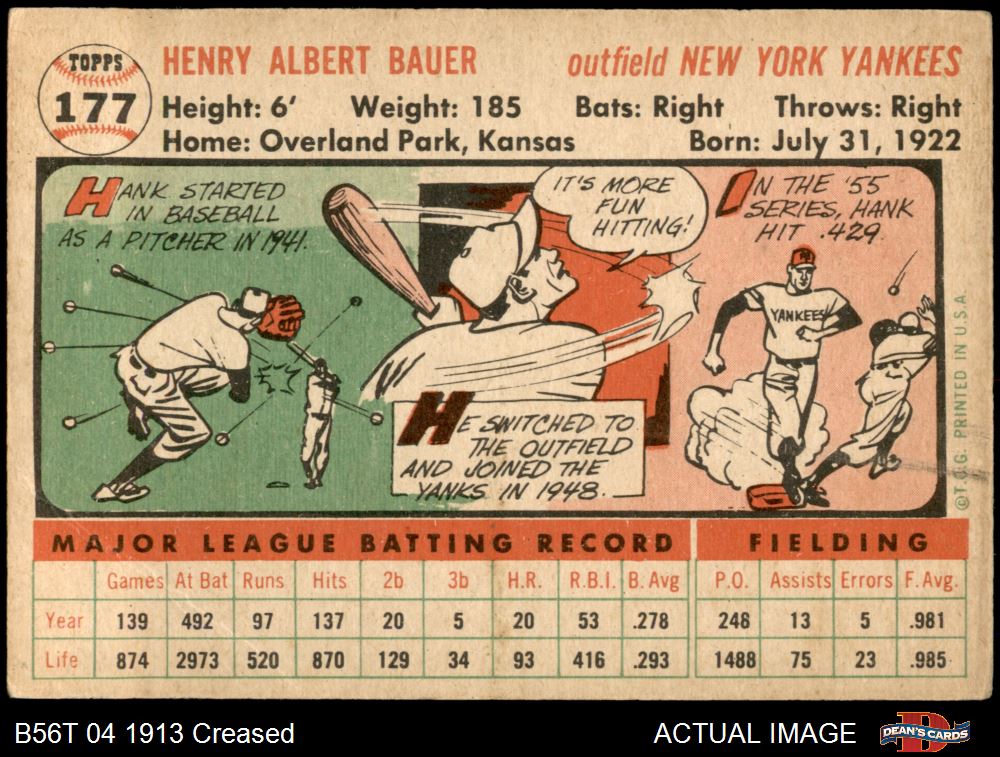 TOPPS
177
HENRY ALBERT BAUER
outfield NEW YORK YANKEES
Height: 6' Weight: 185 Bats: Right Throws: Right
Home: Overland Park, Kansas Born: July 31, 1922
HANK STARTED
IN BASEBALL
AS A PITCHER IN 1941.
IT'S MORE
FUN
HITTING!
IN THE '55
SERIES, HANK
HIT .429.
YANKEES
HE SWITCHED TO
THE OUTFIELD
AND JOINED THE
YANKS IN 1948.
©T.C.G. PRINTED IN U.S.A.
MAJOR LEAGUE BATTING RECORD FIELDING
Games At Bat Runs Hits 2b 3b H.R. R.B.I. B. Avg P.O. Assists Errors F. Avg.
Year 139 492 97 137 20 5 20 53 .278 248 13 5 .981
Life 874 2973 520 870 129 34 93 416 .293 1488 75 23 .985
B56T 04 1913 Creased
ACTUAL IMAGE
D
DEAN'S CARDS